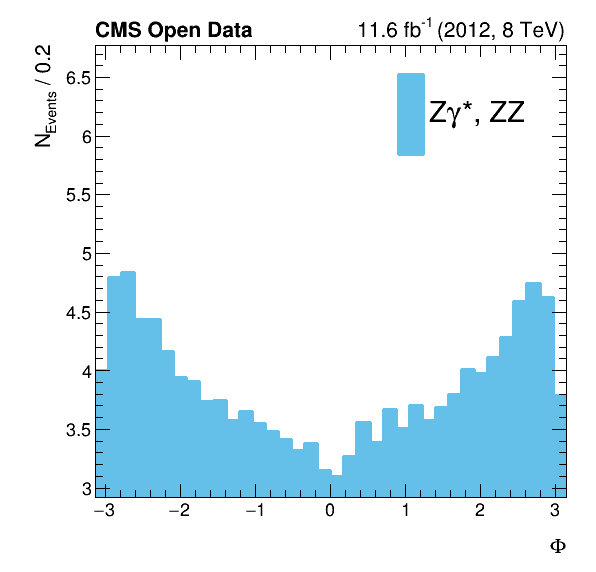 CMS Open Data 11.6 fb⁻¹ (2012, 8 TeV)
N_Events / 0.2
Zγ*, ZZ
6.5
6
5.5
5
4.5
4
3.5
3
−3 −2 −1 0 1 2 3
Φ